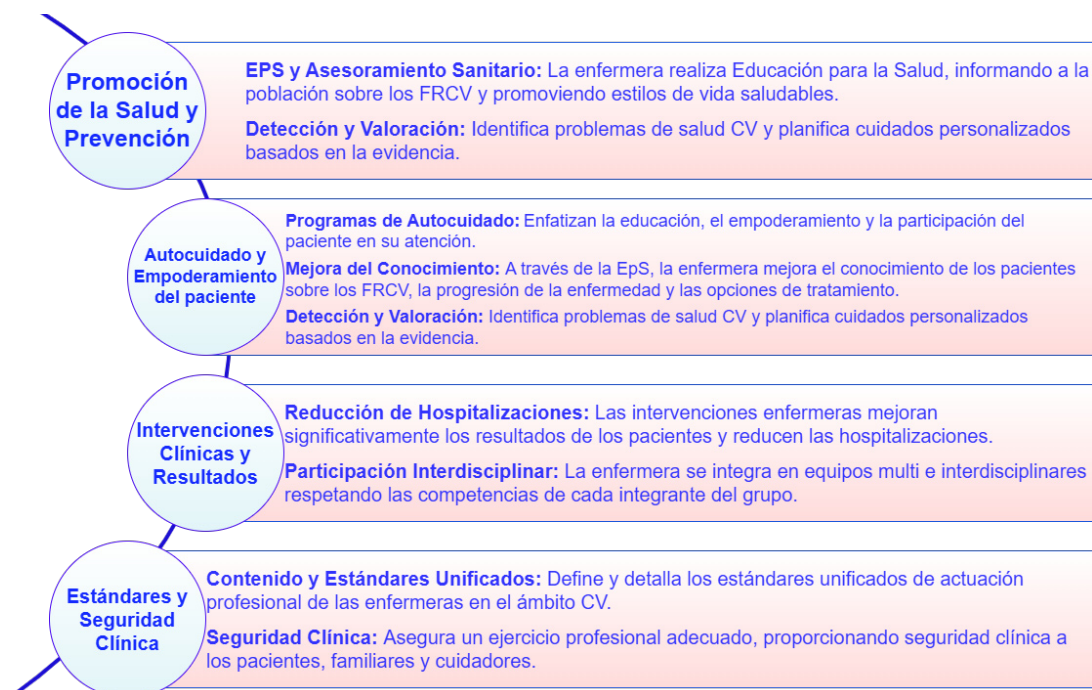 Promoción
de la Salud y
Prevención
EPS y Asesoramiento Sanitario: La enfermera realiza Educación para la Salud, informando a la
población sobre los FRCV y promoviendo estilos de vida saludables.
Detección y Valoración: Identifica problemas de salud CV y planifica cuidados personalizados
basados en la evidencia.
Autocuidado y
Empoderamiento
del paciente
Programas de Autocuidado: Enfatizan la educación, el empoderamiento y la participación del
paciente en su atención.
Mejora del Conocimiento: A través de la EpS, la enfermera mejora el conocimiento de los pacientes
sobre los FRCV, la progresión de la enfermedad y las opciones de tratamiento.
Detección y Valoración: Identifica problemas de salud CV y planifica cuidados personalizados
basados en la evidencia.
Intervenciones
Clínicas y
Resultados
Reducción de Hospitalizaciones: Las intervenciones enfermeras mejoran
significativamente los resultados de los pacientes y reducen las hospitalizaciones.
Participación Interdisciplinar: La enfermera se integra en equipos multi e interdisciplinares
respetando las competencias de cada integrante del grupo.
Estándares y
Seguridad
Clínica
Contenido y Estándares Unificados: Define y detalla los estándares unificados de actuación
profesional de las enfermeras en el ámbito CV.
Seguridad Clínica: Asegura un ejercicio profesional adecuado, proporcionando seguridad clínica a
los pacientes, familiares y cuidadores.